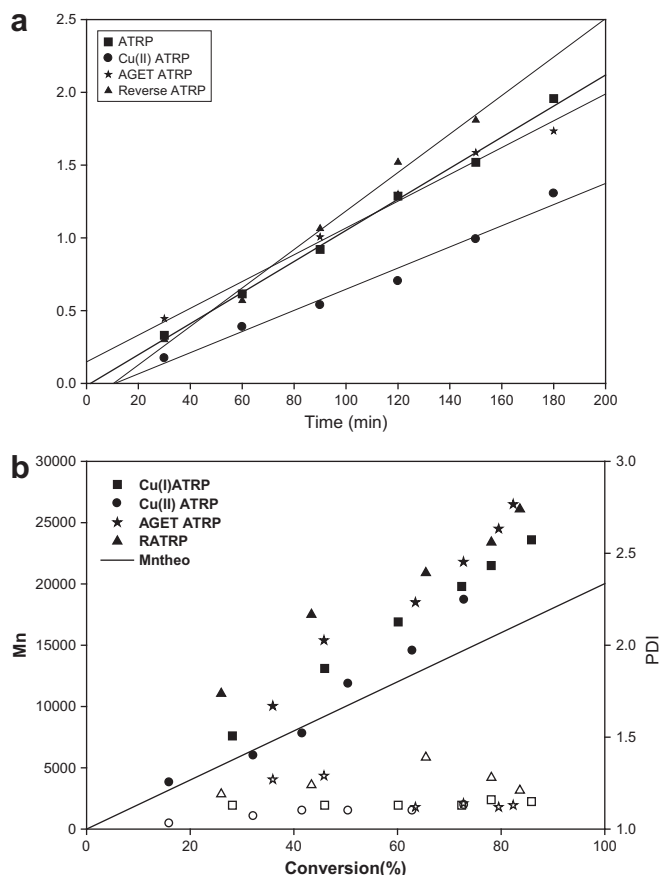 a
2.5
2.0
1.5
1.0
0.5
0.0
ATRP
Cu(II) ATRP
AGET ATRP
Reverse ATRP
0 20 40 60 80 100 120 140 160 180 200
Time (min)
b
30000
25000
20000
15000
10000
5000
0
Mn
Cu(I)ATRP
Cu(II) ATRP
AGET ATRP
RATRP
Mntheo
3.0
2.5
2.0
1.5
1.0
PDI
0 20 40 60 80 100
Conversion(%)